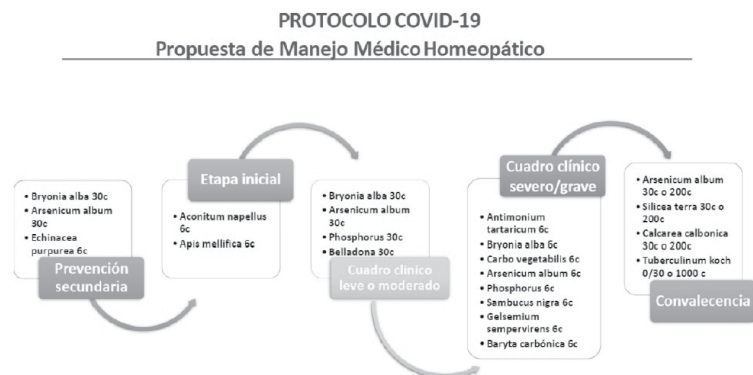 PROTOCOLO COVID-19
Propuesta de Manejo Médico Homeopático
• Bryonia alba 30c
• Arsenicum album
30c
• Echinacea
purpurea 6c
Prevención
secundaria
Etapa inicial
• Aconitum napellus
6c
• Apis mellifica 6c
• Bryonia alba 30c
• Arsenicum album
30c
• Phosphorus 30c
• Belladona 30c
Cuadro clínico
leve o moderado
Cuadro clínico
severo/grave
• Antimonium
tartaricum 6c
• Bryonia alba 6c
• Carbo vegetabilis 6c
• Arsenicum album 6c
• Phosphorus 6c
• Sambucus nigra 6c
• Gelsemium
sempervirens 6c
• Baryta carbónica 6c
• Arsenicum album
30c o 200c
• Silicea terra 30c o
200c
• Calcarea calbonica
30c o 200c
• Tuberculinum koch
0/30 o 1000 c
Convalecencia